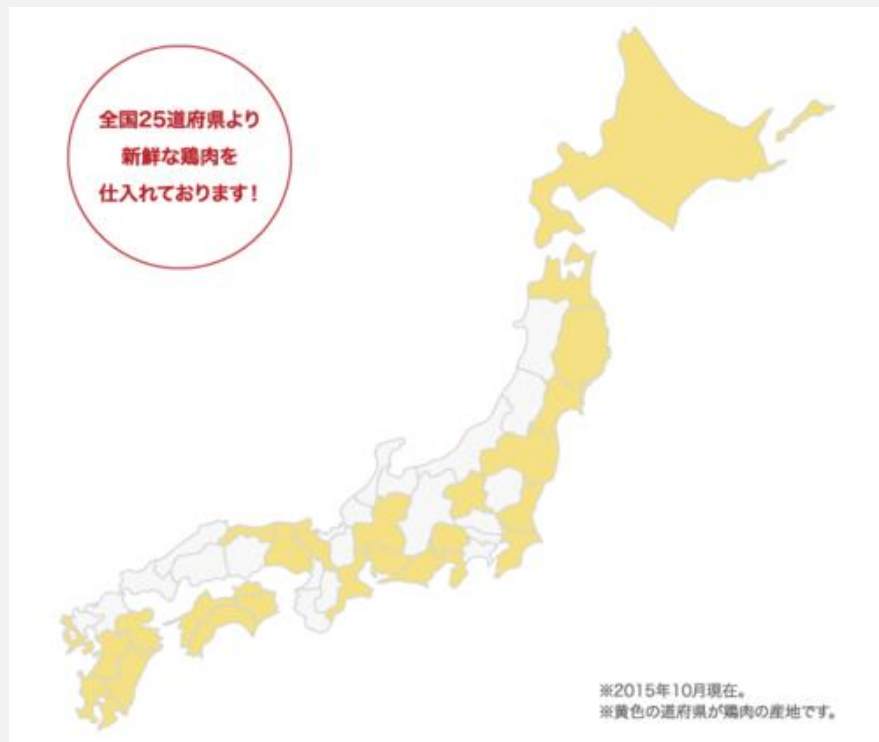 全国25道府県より
新鮮な鶏肉を
仕入れております！
※2015年10月現在。
※黄色の道府県が鶏肉の産地です。